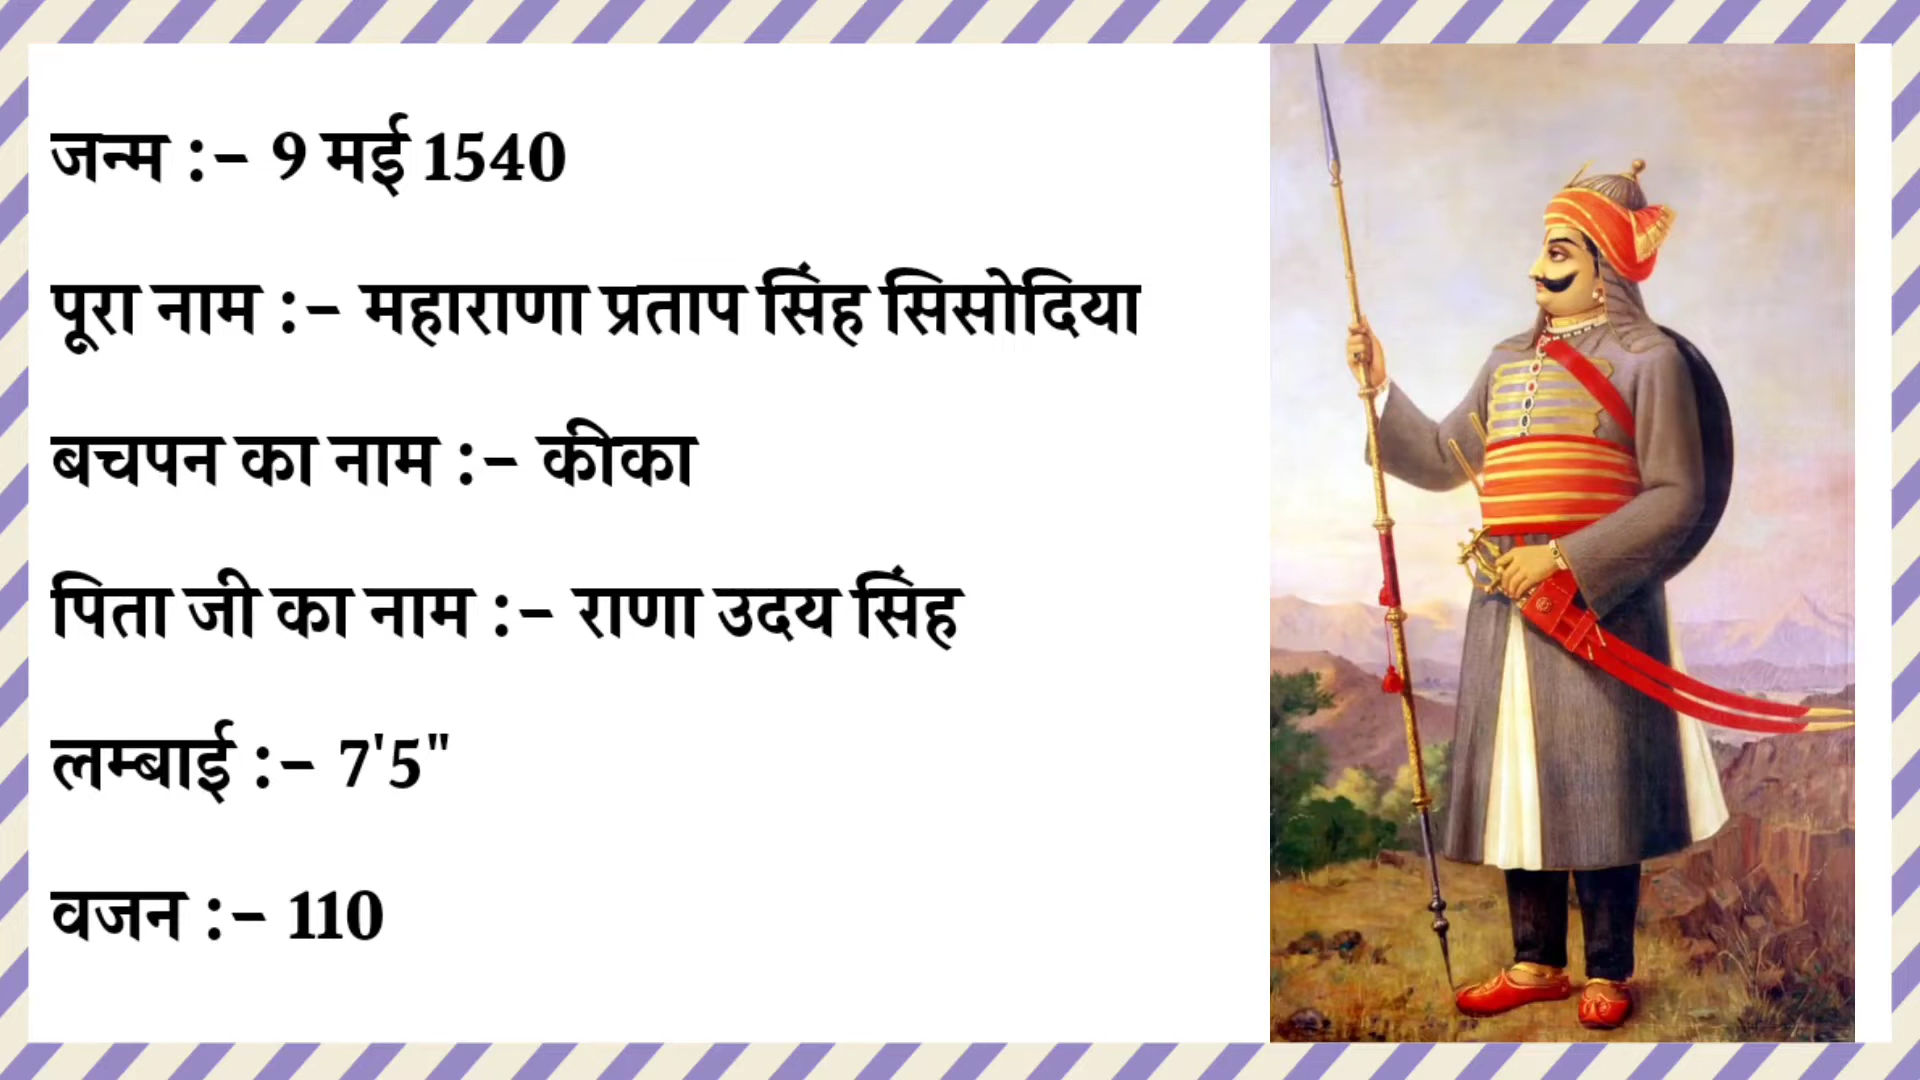 जन्म :- 9 मई 1540
पूरा नाम :- महाराणा प्रताप सिंह सिसोदिया
बचपन का नाम :- कीका
पिता जी का नाम :- राणा उदय सिंह
लम्बाई :- 7'5"
वजन :- 110